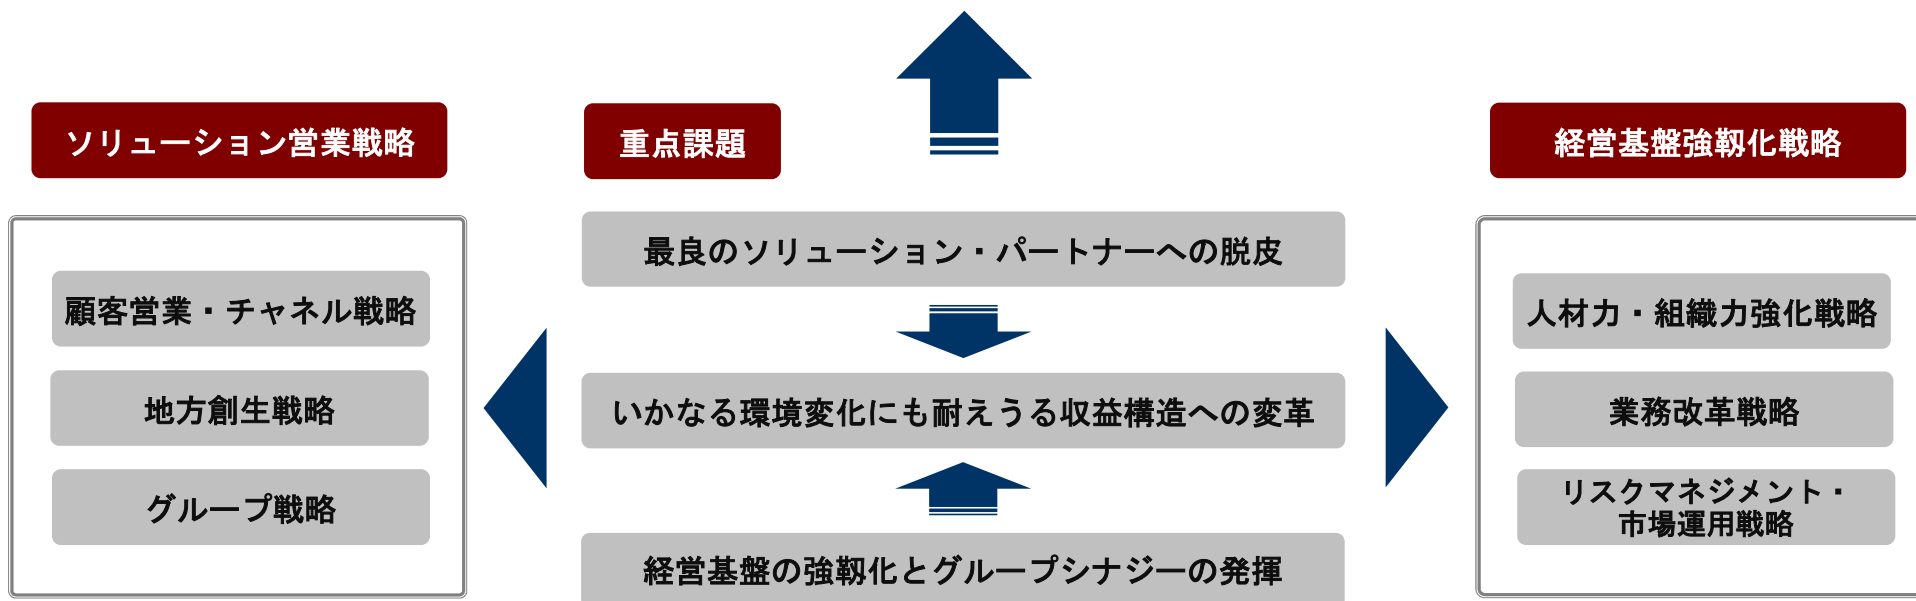 ソリューション営業戦略
顧客営業・チャネル戦略
地方創生戦略
グループ戦略
重点課題
最良のソリューション・パートナーへの脱皮
いかなる環境変化にも耐えうる収益構造への変革
経営基盤の強靱化とグループシナジーの発揮
経営基盤強靱化戦略
人材力・組織力強化戦略
業務改革戦略
リスクマネジメント・
市場運用戦略